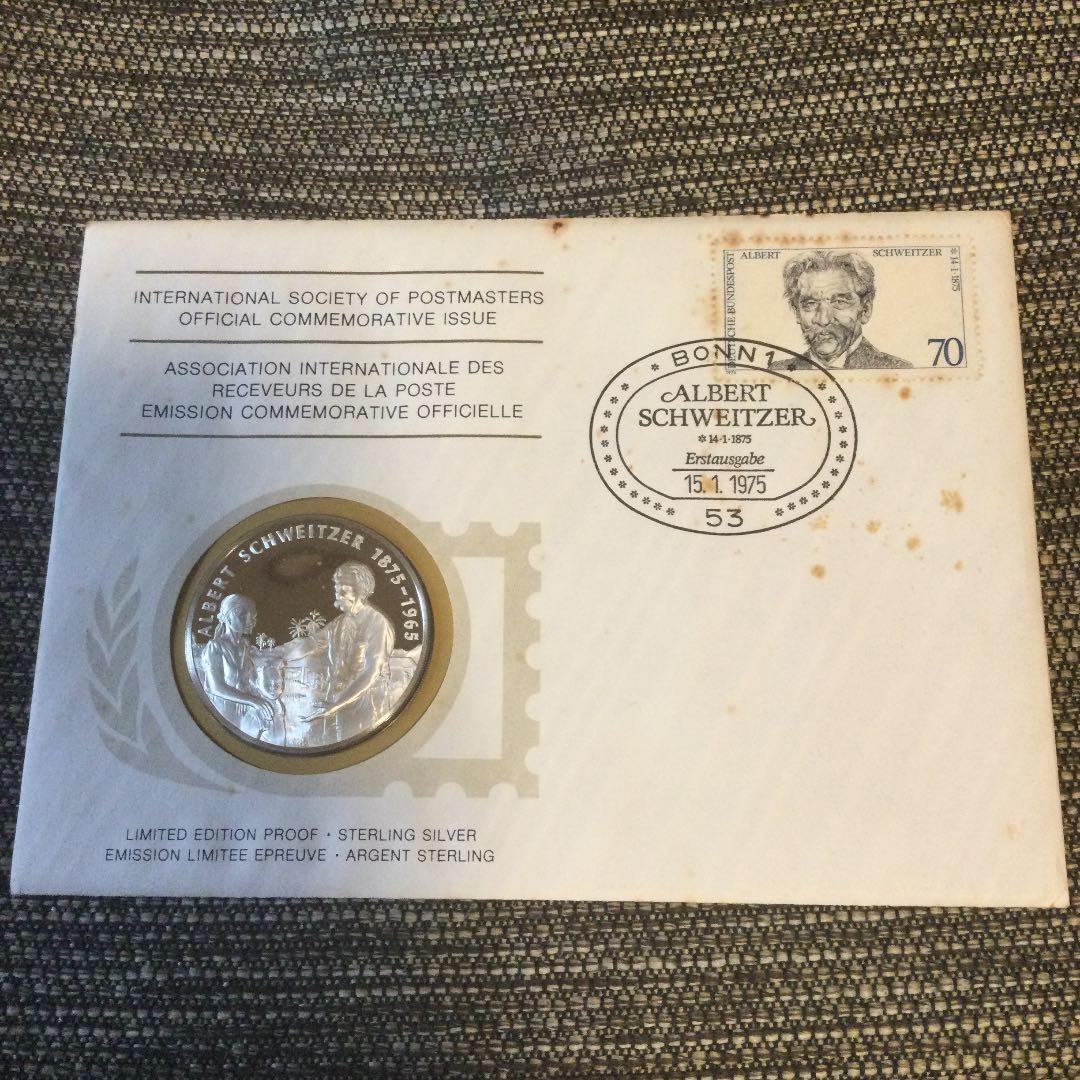 INTERNATIONAL SOCIETY OF POSTMASTERS
OFFICIAL COMMEMORATIVE ISSUE
ASSOCIATION INTERNATIONALE DES
RECEVEURS DE LA POSTE
EMISSION COMMEMORATIVE OFFICIELLE
ALBERT SCHWEITZER
*14·1·1875
DEUTSCHE BUNDESPOST
70
BONN 1
ALBERT
SCHWEITZER
*14·1·1875
Erstausgabe
15. 1. 1975
53
ALBERT SCHWEITZER 1875-1965
LIMITED EDITION PROOF · STERLING SILVER
EMISSION LIMITEE EPREUVE · ARGENT STERLING